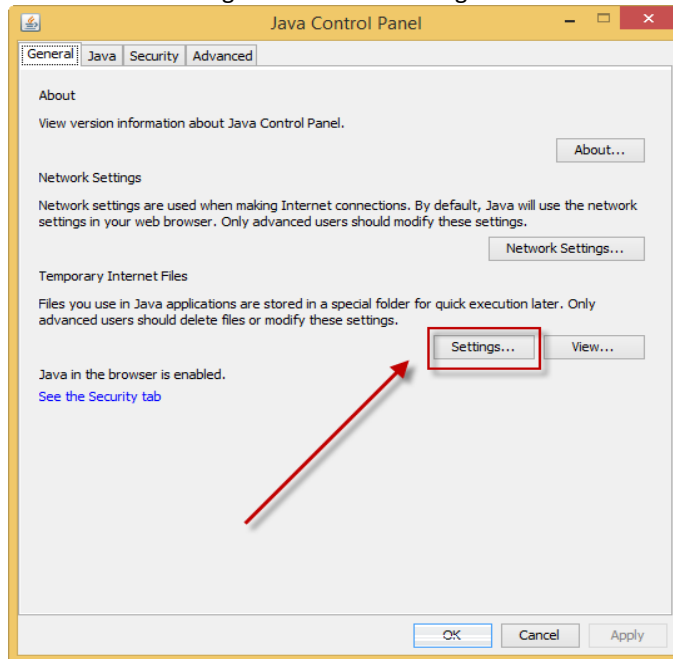 Java Control Panel
General Java Security Advanced
About
View version information about Java Control Panel.
About...
Network Settings
Network settings are used when making Internet connections. By default, Java will use the network
settings in your web browser. Only advanced users should modify these settings.
Network Settings...
Temporary Internet Files
Files you use in Java applications are stored in a special folder for quick execution later. Only
advanced users should delete files or modify these settings.
Settings... View...
Java in the browser is enabled.
See the Security tab
OK Cancel Apply